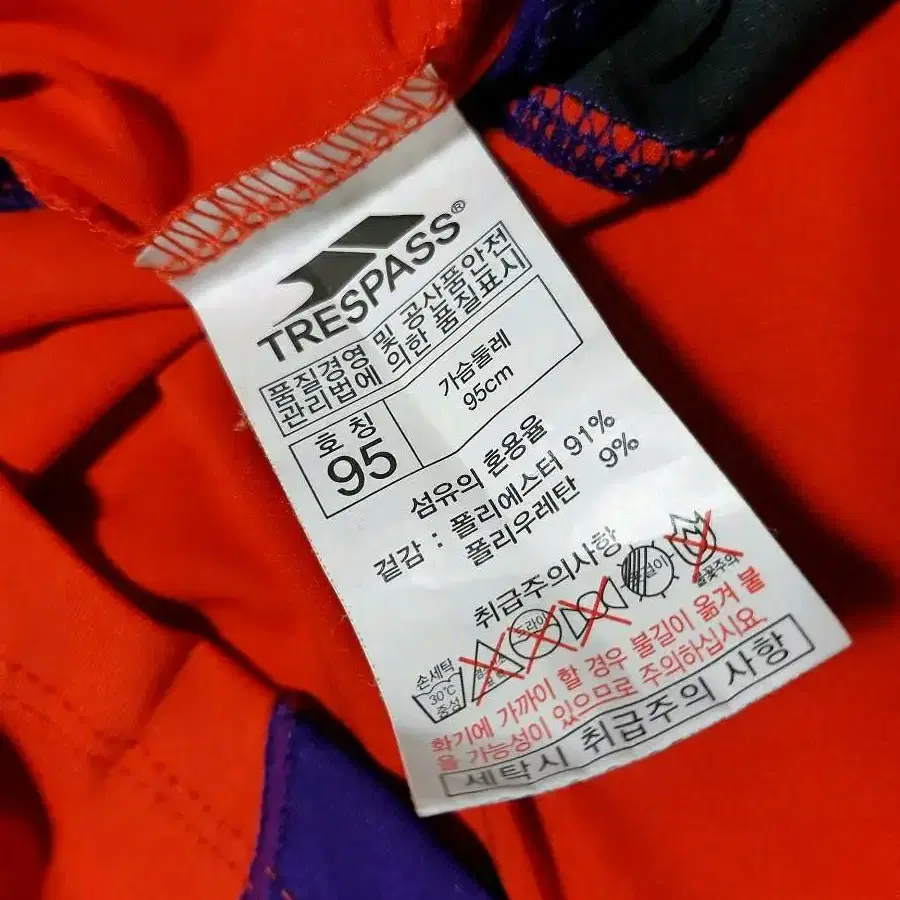 TRESPASS®
품질경영 및 공산품안전
관리법에 의한 품질표시
호 칭
95
가슴둘레
95cm
섬유의 혼용율
겉감 : 폴리에스터 91%
폴리우레탄 9%
취급주의사항
손세탁
30℃
중성
드라이
불꽃주의
화기에 가까이 할 경우 불길이 옮겨 붙
을 가능성이 있으므로 주의하십시요.
세탁시 취급주의 사항